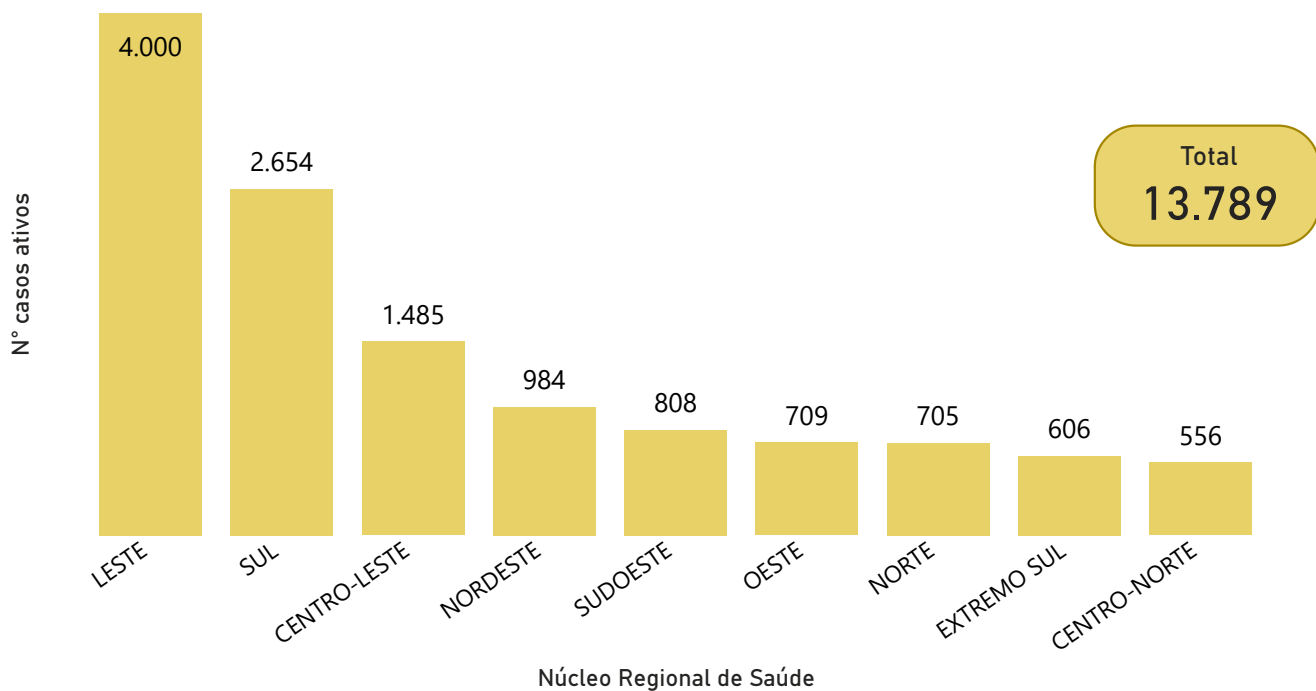 4.000
2.654
1.485
984
808
709
705
606
556
Total
13.789
N° casos ativos
LESTE
SUL
CENTRO-LESTE
NORDESTE
SUDOESTE
OESTE
NORTE
EXTREMO SUL
CENTRO-NORTE
Núcleo Regional de Saúde